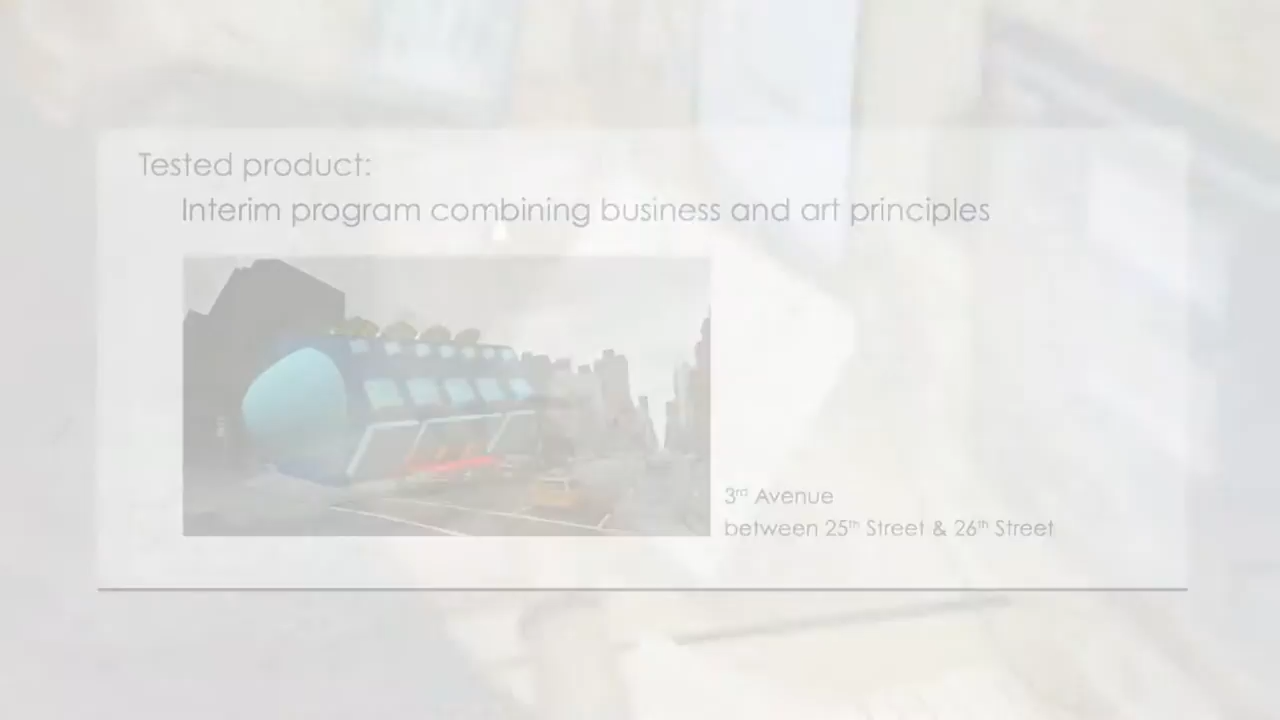 Tested product:
Interim program combining business and art principles
3rd Avenue
between 25th Street & 26th Street